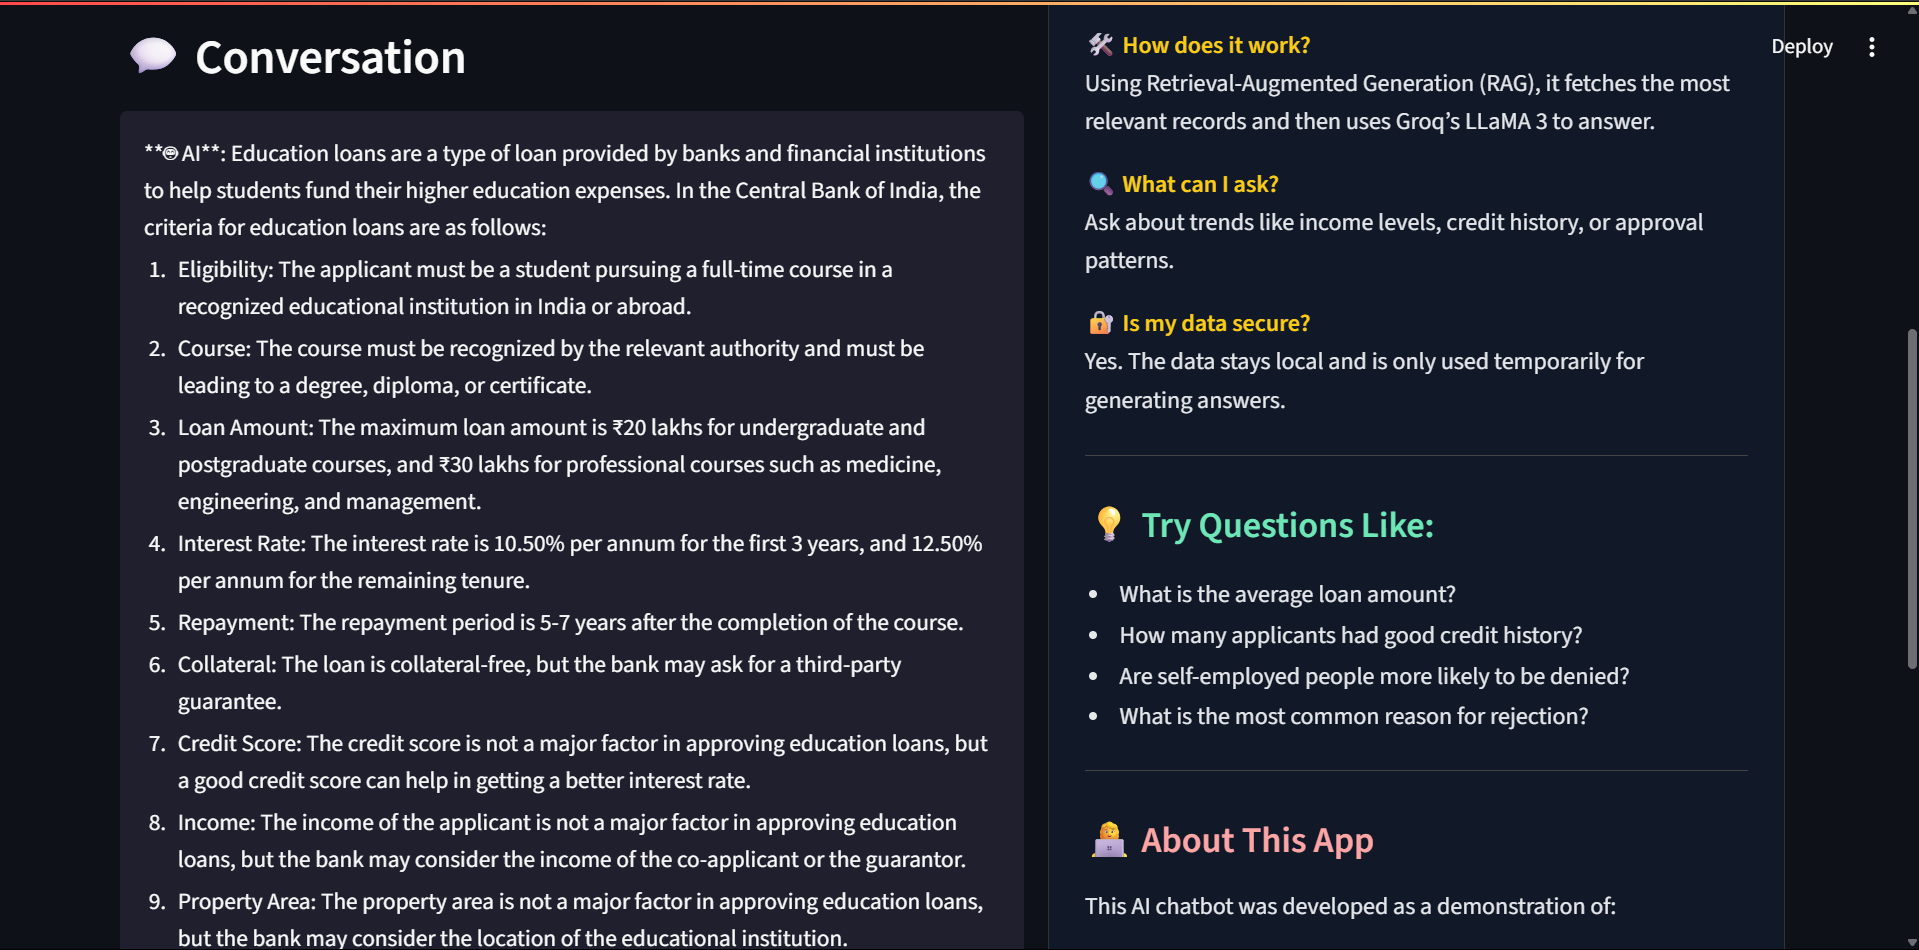 💬 Conversation
**🤓 AI**: Education loans are a type of loan provided by banks and financial institutions
to help students fund their higher education expenses. In the Central Bank of India, the
criteria for education loans are as follows:
1. Eligibility: The applicant must be a student pursuing a full-time course in a
recognized educational institution in India or abroad.
2. Course: The course must be recognized by the relevant authority and must be
leading to a degree, diploma, or certificate.
3. Loan Amount: The maximum loan amount is ₹20 lakhs for undergraduate and
postgraduate courses, and ₹30 lakhs for professional courses such as medicine,
engineering, and management.
4. Interest Rate: The interest rate is 10.50% per annum for the first 3 years, and 12.50%
per annum for the remaining tenure.
5. Repayment: The repayment period is 5-7 years after the completion of the course.
6. Collateral: The loan is collateral-free, but the bank may ask for a third-party
guarantee.
7. Credit Score: The credit score is not a major factor in approving education loans, but
a good credit score can help in getting a better interest rate.
8. Income: The income of the applicant is not a major factor in approving education
loans, but the bank may consider the income of the co-applicant or the guarantor.
9. Property Area: The property area is not a major factor in approving education loans,
but the bank may consider the location of the educational institution.
🛠️ How does it work?
Using Retrieval-Augmented Generation (RAG), it fetches the most
relevant records and then uses Groq’s LLaMA 3 to answer.
🔍 What can I ask?
Ask about trends like income levels, credit history, or approval
patterns.
🔐 Is my data secure?
Yes. The data stays local and is only used temporarily for
generating answers.
💡 Try Questions Like:
• What is the average loan amount?
• How many applicants had good credit history?
• Are self-employed people more likely to be denied?
• What is the most common reason for rejection?
👩‍💻 About This App
This AI chatbot was developed as a demonstration of:
Deploy